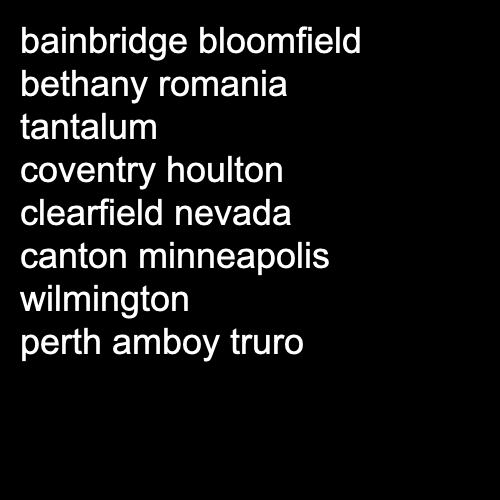 bainbridge bloomfield
bethany romania
tantalum
coventry houlton
clearfield nevada
canton minneapolis
wilmington
perth amboy truro